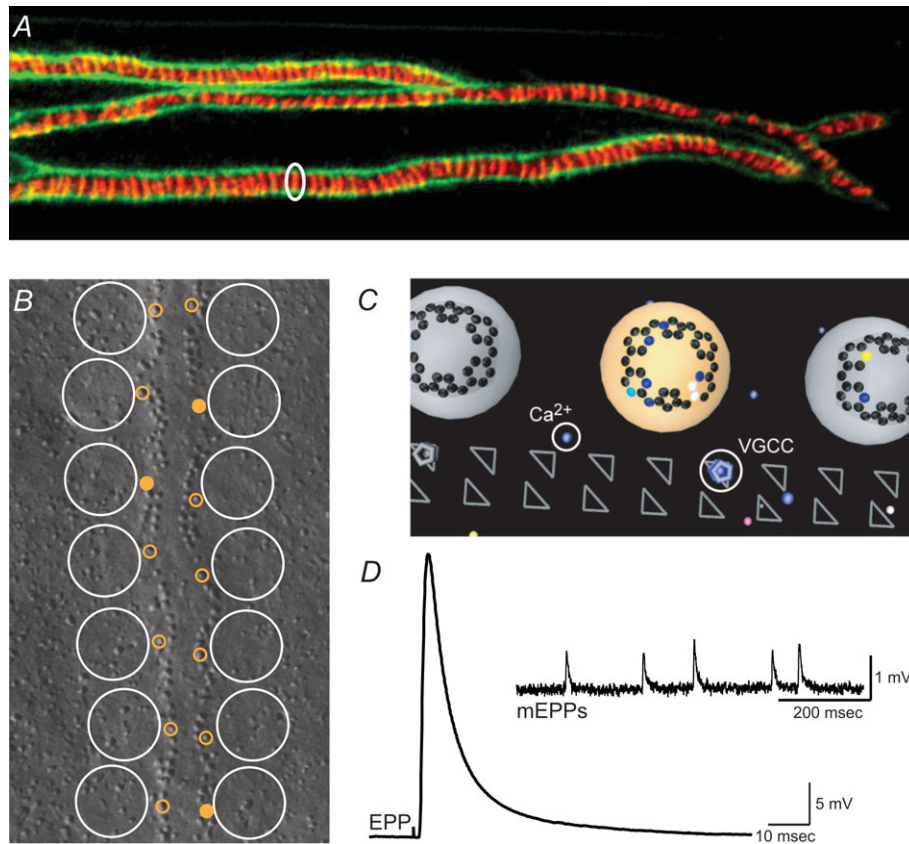 A
B
C
Ca2+
VGCC
D
1 mV
mEPPs
200 msec
5 mV
EPP
10 msec